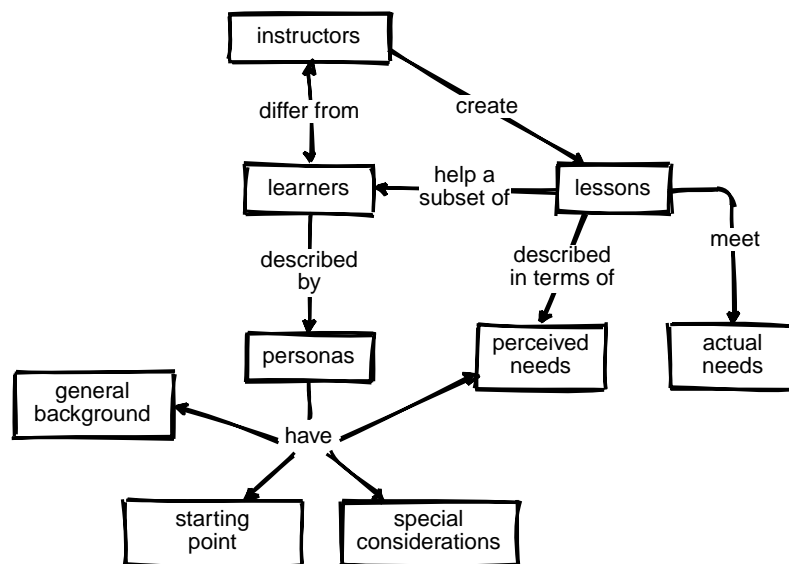 instructors
differ from
create
learners
help a
subset of
lessons
described
by
described
in terms of
meet
personas
perceived
needs
actual
needs
general
background
have
starting
point
special
considerations